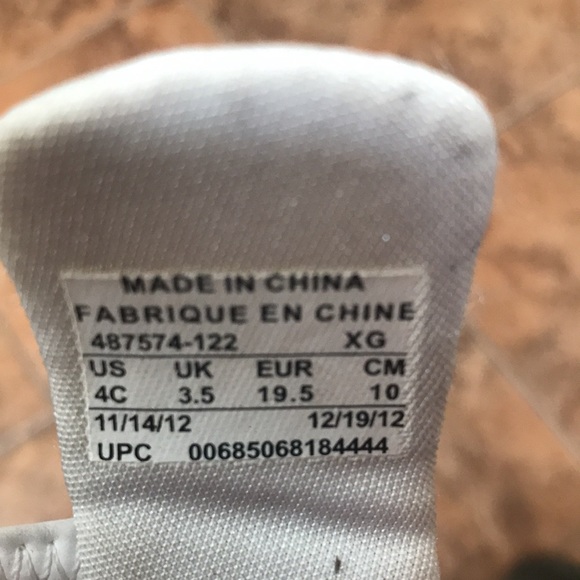 MADE IN CHINA
FABRIQUE EN CHINE
487574-122 XG
US UK EUR CM
4C 3.5 19.5 10
11/14/12 12/19/12
UPC 00685068184444